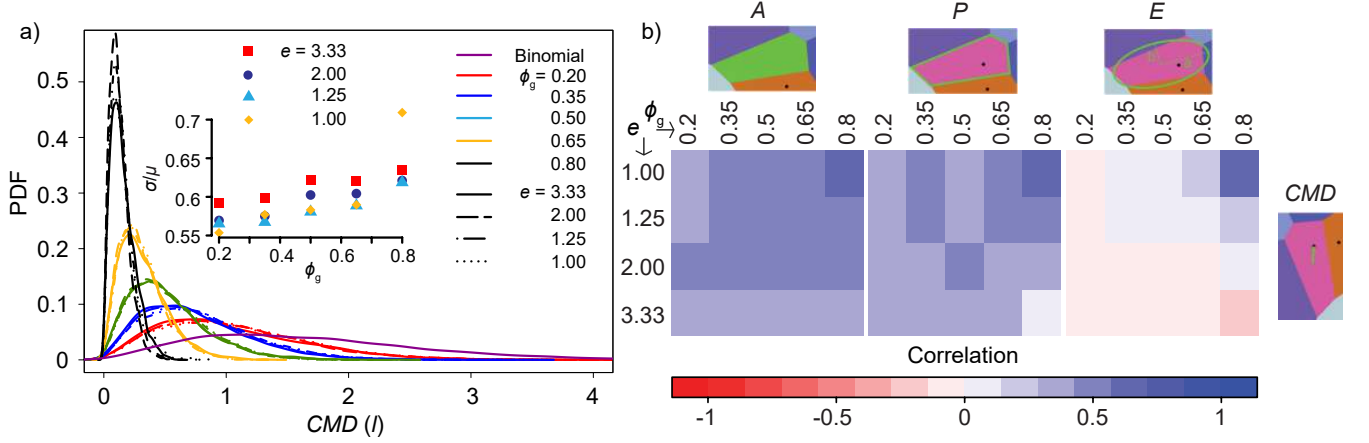 a)
PDF
0.5
0.4
0.3
0.2
0.1
0
0
1
2
3
4
CMD (l)
e = 3.33
2.00
1.25
1.00
σ/μ
0.7
0.65
0.6
0.55
0.2
0.4
0.6
0.8
ϕg
Binomial
ϕg = 0.20
0.35
0.50
0.65
0.80
e = 3.33
2.00
1.25
1.00
b)
A
P
E
ϕg
e
0.2 0.35 0.5 0.65 0.8
0.2 0.35 0.5 0.65 0.8
0.2 0.35 0.5 0.65 0.8
1.00
1.25
2.00
3.33
CMD
Correlation
-1 -0.5 0 0.5 1